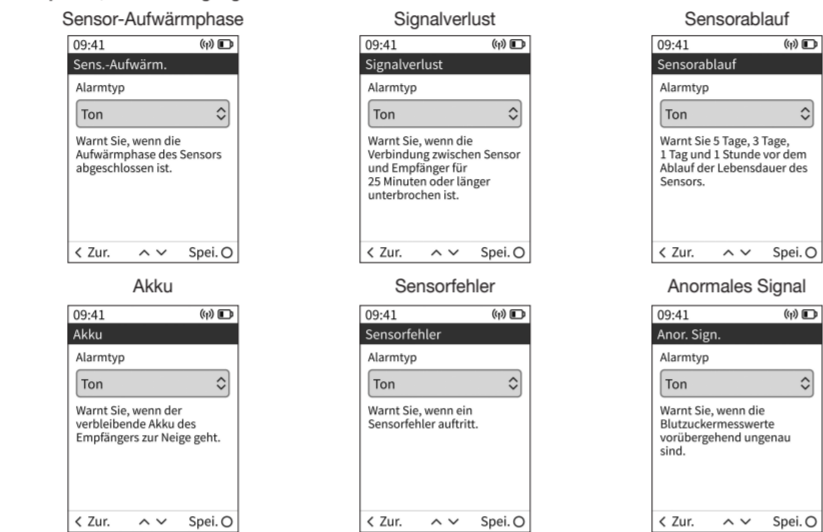 Sensor-Aufwärmphase
09:41
Sens.-Aufwärm.
Alarmtyp
Ton
Warnt Sie, wenn die
Aufwärmphase des Sensors
abgeschlossen ist.
Zur.
Spei.
Signalverlust
09:41
Signalverlust
Alarmtyp
Ton
Warnt Sie, wenn die
Verbindung zwischen Sensor
und Empfänger für
25 Minuten oder länger
unterbrochen ist.
Zur.
Spei.
Sensorablauf
09:41
Sensorablauf
Alarmtyp
Ton
Warnt Sie 5 Tage, 3 Tage,
1 Tag und 1 Stunde vor dem
Ablauf der Lebensdauer des
Sensors.
Zur.
Spei.
Akku
09:41
Akku
Alarmtyp
Ton
Warnt Sie, wenn der
verbleibende Akku des
Empfängers zur Neige geht.
Zur.
Spei.
Sensorfehler
09:41
Sensorfehler
Alarmtyp
Ton
Warnt Sie, wenn ein
Sensorfehler auftritt.
Zur.
Spei.
Anormales Signal
09:41
Anor. Sign.
Alarmtyp
Ton
Warnt Sie, wenn die
Blutzuckermesswerte
vorübergehend ungenau
sind.
Zur.
Spei.